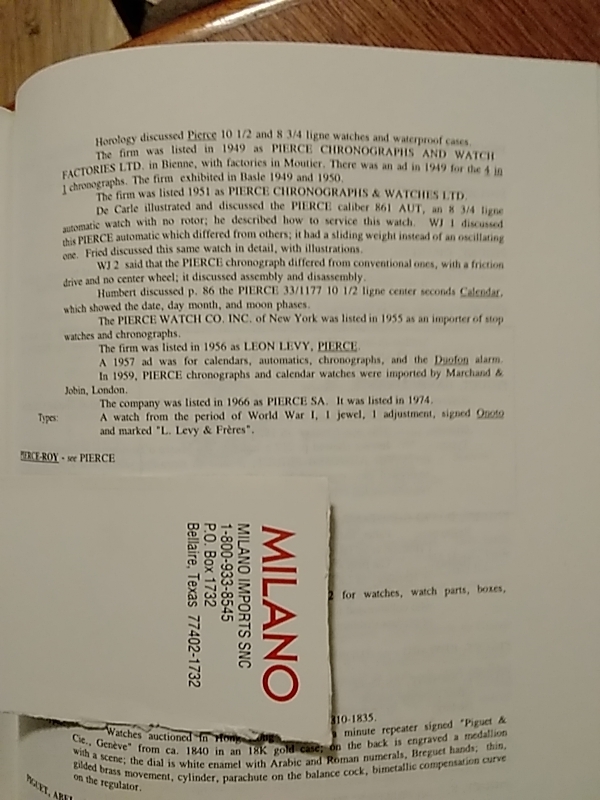 Horology discussed Pierce 10 1/2 and 8 3/4 ligne watches and waterproof cases.
The firm was listed in 1949 as PIERCE CHRONOGRAPHS AND WATCH
FACTORIES LTD. in Bienne, with factories in Moutier. There was an ad in 1949 for the 4 in
1 chronographs. The firm exhibited in Basle 1949 and 1950.
The firm was listed 1951 as PIERCE CHRONOGRAPHS & WATCHES LTD.
De Carle illustrated and discussed the PIERCE caliber 861 AUT, an 8 3/4 ligne
automatic watch with no rotor; he described how to service this watch. WJ 1 discussed
this PIERCE automatic which differed from others; it had a sliding weight instead of an oscillating
one. Fried discussed this same watch in detail, with illustrations.
WJ 2 said that the PIERCE chronograph differed from conventional ones, with a friction
drive and no center wheel; it discussed assembly and disassembly.
Humbert discussed p. 86 the PIERCE 33/1177 10 1/2 ligne center seconds Calendar,
which showed the date, day month, and moon phases.
The PIERCE WATCH CO. INC. of New York was listed in 1955 as an importer of stop
watches and chronographs.
The firm was listed in 1956 as LEON LEVY, PIERCE.
A 1957 ad was for calendars, automatics, chronographs, and the Duofon alarm.
In 1959, PIERCE chronographs and calendar watches were imported by Marchand &
Jobin, London.
The company was listed in 1966 as PIERCE SA. It was listed in 1974.
Types: A watch from the period of World War I, 1 jewel, 1 adjustment, signed Onoto
and marked "L. Levy & Frères".
PIERCE-ROY - see PIERCE
MILANO
MILANO IMPORTS SNC
1-800-933-8545
P.O. Box 1732
Bellaire, Texas 77402-1732
2 for watches, watch parts, boxes,
810-1835.
Watches auctioned in Hong Kong minute repeater signed "Piguet &
Cie., Genève" from ca. 1840 in an 18K gold case; on the back is engraved a medallion
with a scene; the dial is white enamel with Arabic and Roman numerals, Breguet hands; thin,
gilded brass movement, cylinder, parachute on the balance cock, bimetallic compensation curve
on the regulator.
PIGUET, ABEL